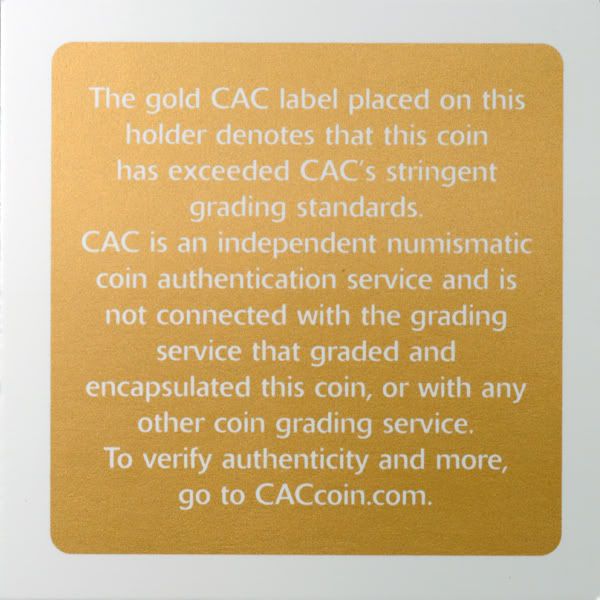 The gold CAC label placed on this
holder denotes that this coin
has exceeded CAC's stringent
grading standards.
CAC is an independent numismatic
coin authentication service and is
not connected with the grading
service that graded and
encapsulated this coin, or with any
other coin grading service.
To verify authenticity and more,
go to CACcoin.com.